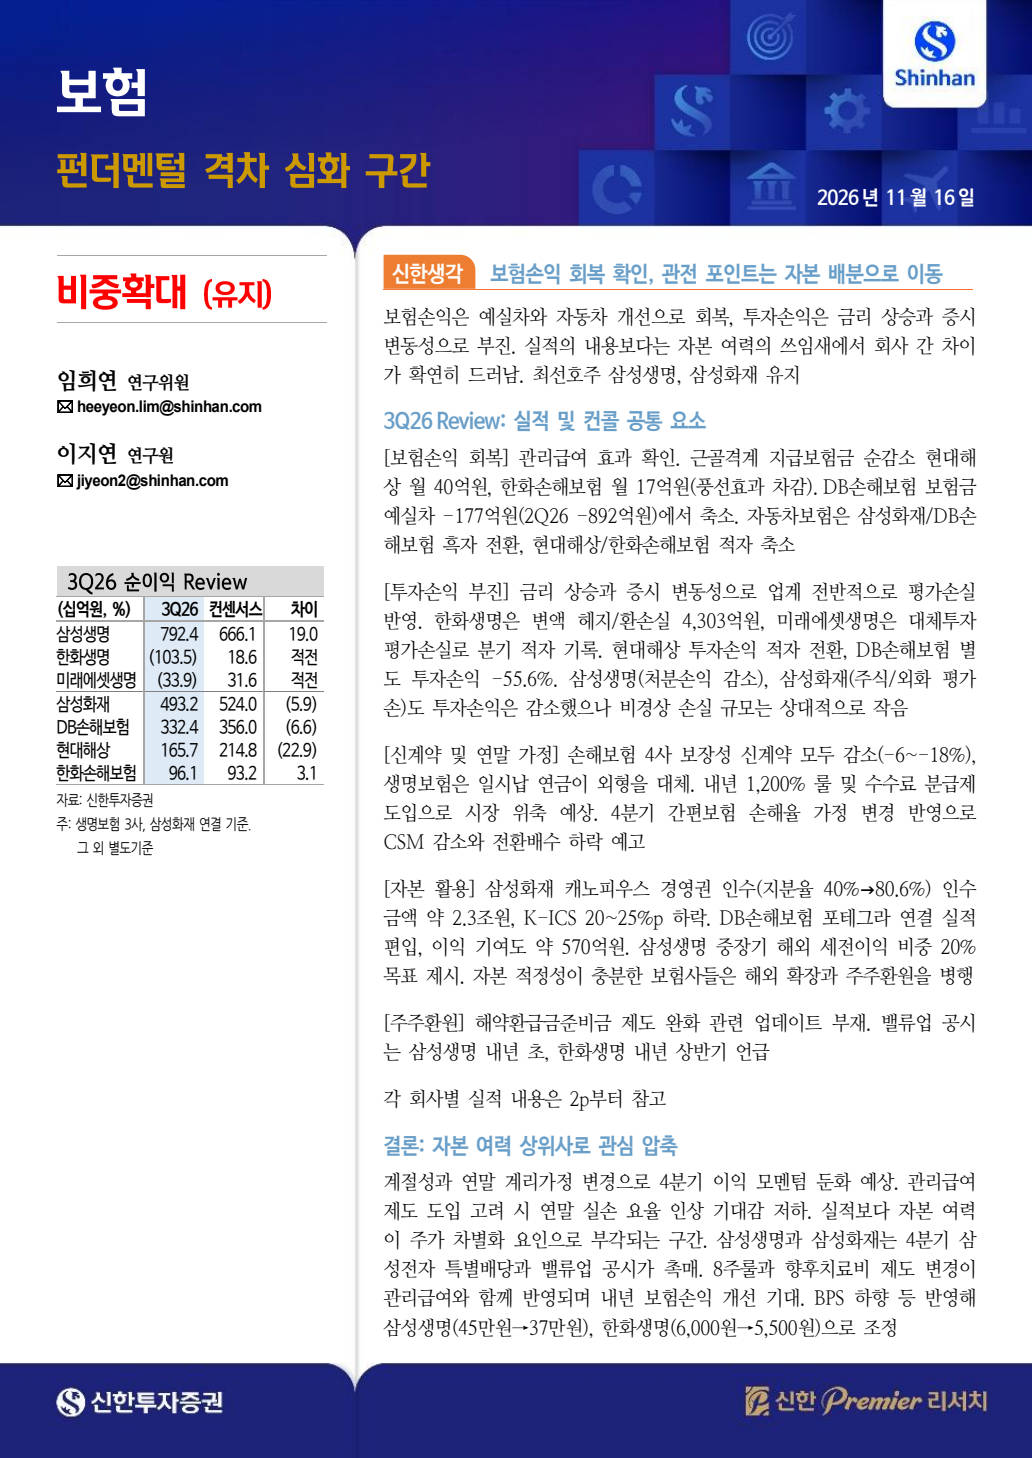 Shinhan
보험
펀더멘털 격차 심화 구간
2026년 11월 16일
비중확대 (유지)
임희연 연구위원
heeyeon.lim@shinhan.com
이지연 연구원
jiyeon2@shinhan.com
3Q26 순이익 Review
(십억원, %) 3Q26 컨센서스 차이
삼성생명 792.4 666.1 19.0
한화생명 (103.5) 18.6 적전
미래에셋생명 (33.9) 31.6 적전
삼성화재 493.2 524.0 (5.9)
DB손해보험 332.4 356.0 (6.6)
현대해상 165.7 214.8 (22.9)
한화손해보험 96.1 93.2 3.1
자료: 신한투자증권
주: 생명보험 3사, 삼성화재 연결 기준.
그 외 별도기준
신한생각 보험손익 회복 확인, 관전 포인트는 자본 배분으로 이동
보험손익은 예실차와 자동차 개선으로 회복, 투자손익은 금리 상승과 증시
변동성으로 부진. 실적의 내용보다는 자본 여력의 쓰임새에서 회사 간 차이
가 확연히 드러남. 최선호주 삼성생명, 삼성화재 유지
3Q26 Review: 실적 및 컨콜 공통 요소
[보험손익 회복] 관리급여 효과 확인. 근골격계 지급보험금 순감소 현대해
상 월 40억원, 한화손해보험 월 17억원(풍선효과 차감). DB손해보험 보험금
예실차 -177억원(2Q26 -892억원)에서 축소. 자동차보험은 삼성화재/DB손
해보험 흑자 전환, 현대해상/한화손해보험 적자 축소
[투자손익 부진] 금리 상승과 증시 변동성으로 업계 전반적으로 평가손실
반영. 한화생명은 변액 헤지/환손실 4,303억원, 미래에셋생명은 대체투자
평가손실로 분기 적자 기록. 현대해상 투자손익 적자 전환, DB손해보험 별
도 투자손익 -55.6%. 삼성생명(처분손익 감소), 삼성화재(주식/외화 평가
손)도 투자손익은 감소했으나 비경상 손실 규모는 상대적으로 작음
[신계약 및 연말 가정] 손해보험 4사 보장성 신계약 모두 감소(-6~-18%),
생명보험은 일시납 연금이 외형을 대체. 내년 1,200% 룰 및 수수료 분급제
도입으로 시장 위축 예상. 4분기 간편보험 손해율 가정 변경 반영으로
CSM 감소와 전환배수 하락 예고
[자본 활용] 삼성화재 캐노피우스 경영권 인수(지분율 40%→80.6%) 인수
금액 약 2.3조원, K-ICS 20~25%p 하락. DB손해보험 포테그라 연결 실적
편입, 이익 기여도 약 570억원. 삼성생명 중장기 해외 세전이익 비중 20%
목표 제시. 자본 적정성이 충분한 보험사들은 해외 확장과 주주환원을 병행
[주주환원] 해약환급금준비금 제도 완화 관련 업데이트 부재. 밸류업 공시
는 삼성생명 내년 초, 한화생명 내년 상반기 언급
각 회사별 실적 내용은 2p부터 참고
결론: 자본 여력 상위사로 관심 압축
계절성과 연말 계리가정 변경으로 4분기 이익 모멘텀 둔화 예상. 관리급여
제도 도입 고려 시 연말 실손 요율 인상 기대감 저하. 실적보다 자본 여력
이 주가 차별화 요인으로 부각되는 구간. 삼성생명과 삼성화재는 4분기 삼
성전자 특별배당과 밸류업 공시가 촉매. 8주룰과 향후치료비 제도 변경이
관리급여와 함께 반영되며 내년 보험손익 개선 기대. BPS 하향 등 반영해
삼성생명(45만원→37만원), 한화생명(6,000원→5,500원)으로 조정
신한투자증권
신한 Premier 리서치